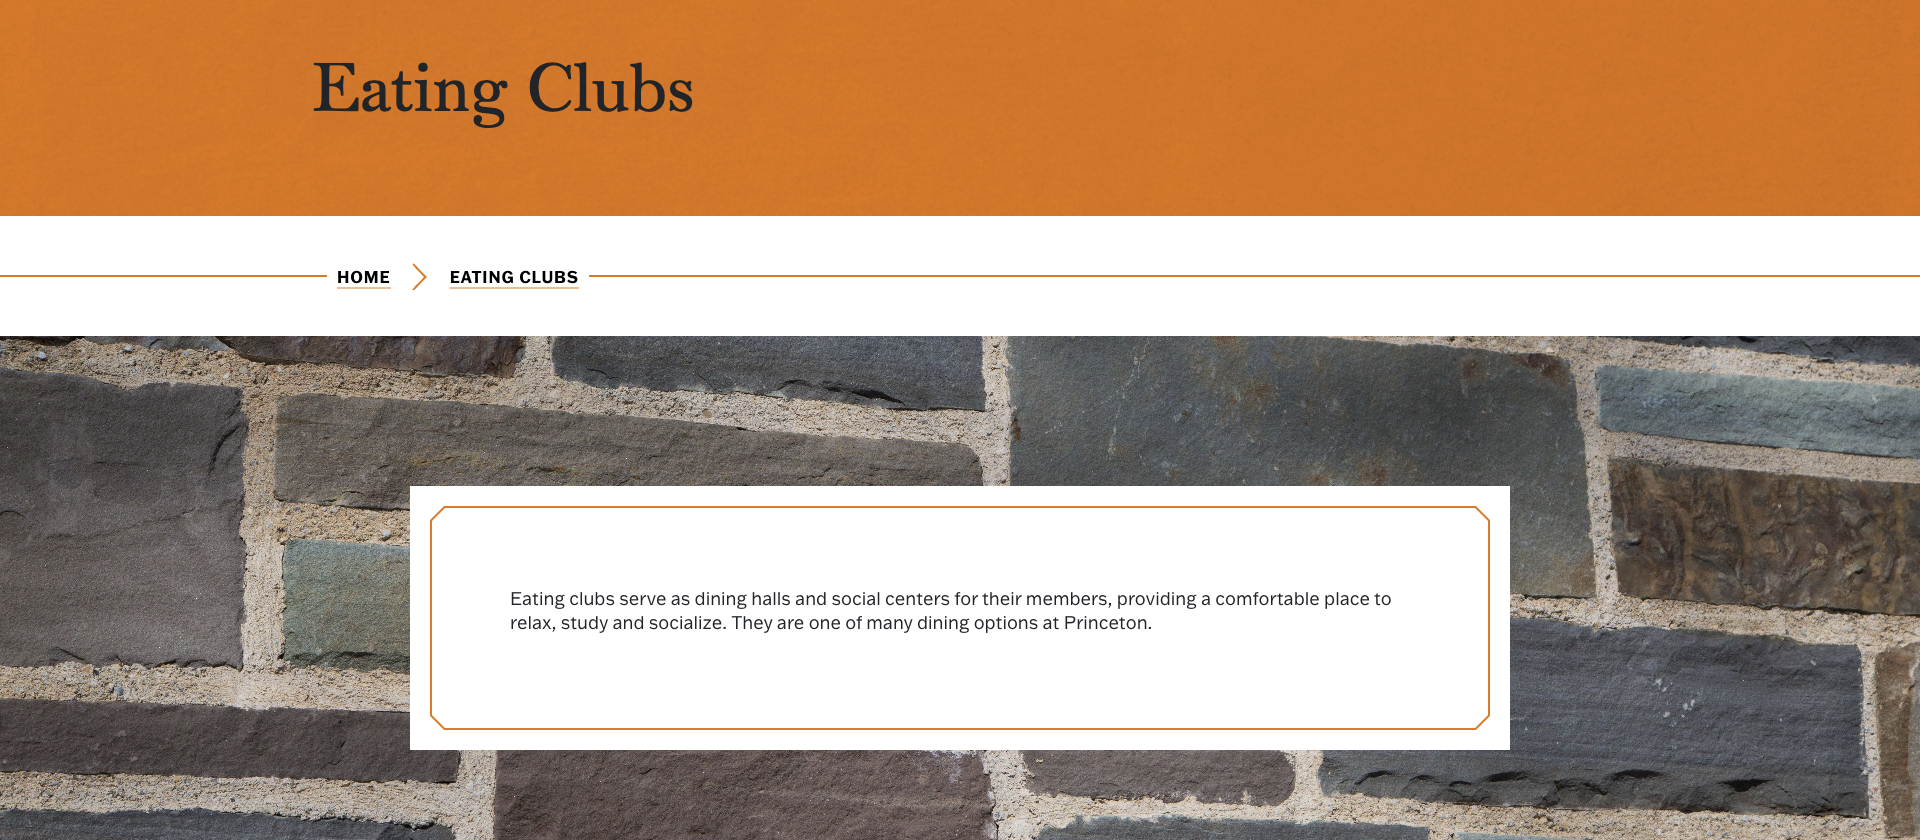 Eating Clubs
HOME
EATING CLUBS
Eating clubs serve as dining halls and social centers for their members, providing a comfortable place to
relax, study and socialize. They are one of many dining options at Princeton.